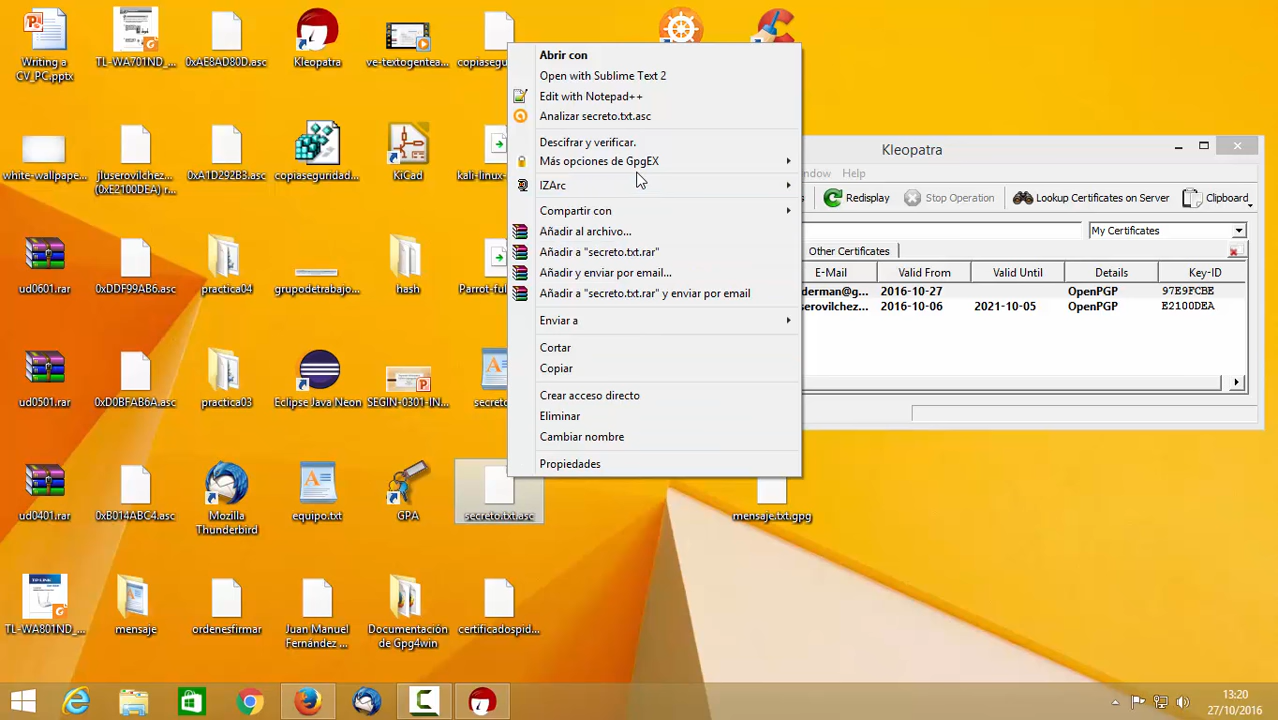 Writing a
CV_PC.pptx
TL-WA701ND_...
0xAE8AD80D.asc
Kleopatra
ve-textogentea...
copiaseguri
white-wallpape...
jluserovilchez...
(0xE2100DEA) r...
0xA1D292B3.asc
copiaseguridad...
KiCad
kali-linux-
ud0601.rar
0xDDF99AB6.asc
practica04
grupodetrabajo...
hash
Parrot-ful
ud0501.rar
0xD0BFAB6A.asc
practica03
Eclipse Java Neon
SEGIN-0301-IN...
secreto
ud0401.rar
0xB014ABC4.asc
Mozilla
Thunderbird
equipo.txt
GPA
secreto.txt.asc
mensaje.txt.gpg
TL-WA801ND_...
mensaje
ordenesfirmar
Juan Manuel
Fernandez ...
Documentación
de Gpg4win
certificadospid...
Abrir con
Open with Sublime Text 2
Edit with Notepad++
Analizar secreto.txt.asc
Descifrar y verificar.
Más opciones de GpgEX
IZArc
Compartir con
Añadir al archivo...
Añadir a "secreto.txt.rar"
Añadir y enviar por email...
Añadir a "secreto.txt.rar" y enviar por email
Enviar a
Cortar
Copiar
Crear acceso directo
Eliminar
Cambiar nombre
Propiedades
Kleopatra
indow Help
Redisplay Stop Operation Lookup Certificates on Server Clipboard
My Certificates
Other Certificates
E-Mail Valid From Valid Until Details Key-ID
derman@g... 2016-10-27 OpenPGP 97E9FCBE
serovilchez... 2016-10-06 2021-10-05 OpenPGP E2100DEA
13:20
27/10/2016